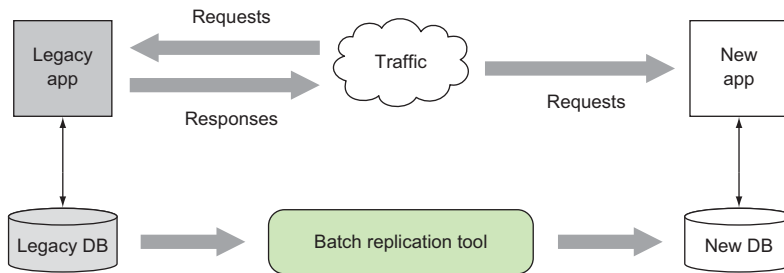 Requests
Legacy
app
Traffic
New
app
Responses
Requests
Legacy DB
Batch replication tool
New DB